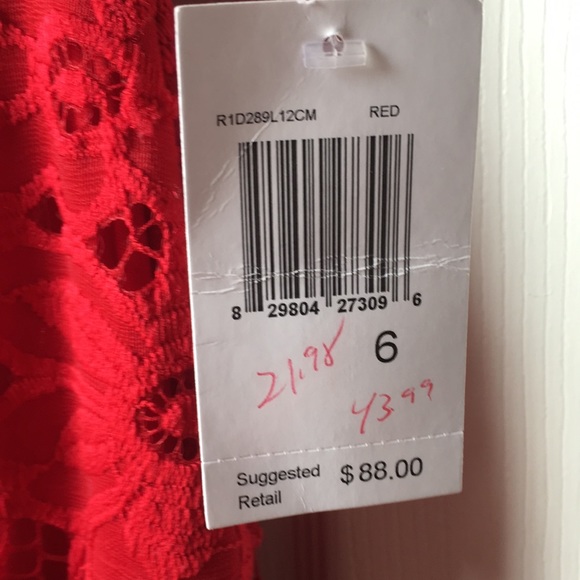 R1D289L12CM RED
8 29804 27309 6
6
21.98
43.99
Suggested Retail $88.00